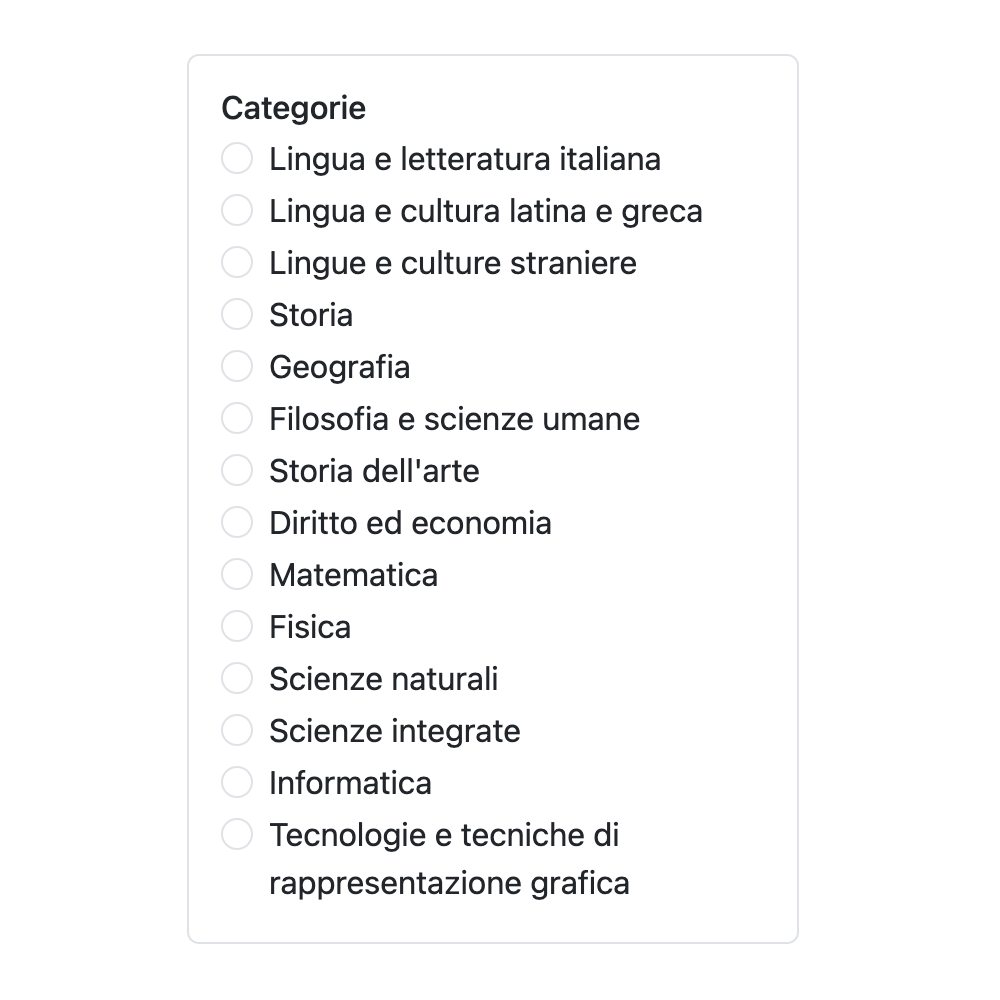 Categorie
Lingua e letteratura italiana
Lingua e cultura latina e greca
Lingue e culture straniere
Storia
Geografia
Filosofia e scienze umane
Storia dell'arte
Diritto ed economia
Matematica
Fisica
Scienze naturali
Scienze integrate
Informatica
Tecnologie e tecniche di
rappresentazione grafica